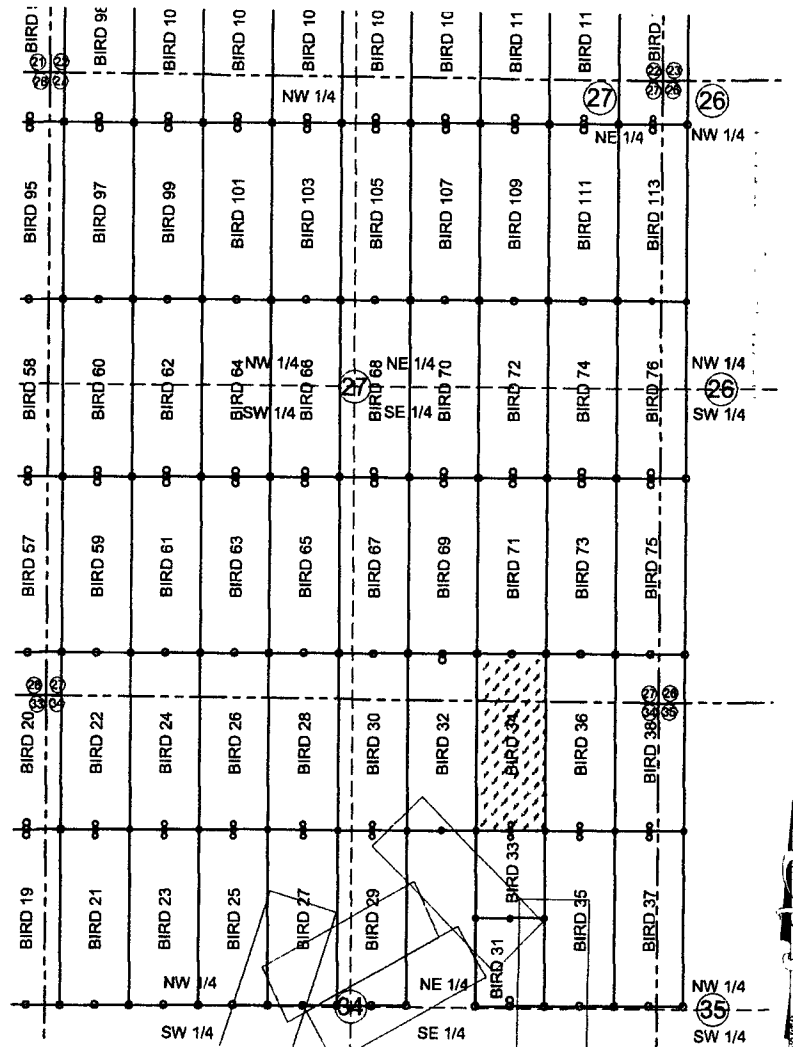 BIRD 98
BIRD 10
BIRD 10
BIRD 10
BIRD 10
BIRD 11
BIRD 11
BIRD
21 22
28 27
22 23
27 26
NW 1/4
27
26
NE 1/4
NW 1/4
BIRD 95
BIRD 97
BIRD 99
BIRD 101
BIRD 103
BIRD 105
BIRD 107
BIRD 109
BIRD 111
BIRD 113
BIRD 58
BIRD 60
BIRD 62
BIRD 64
BIRD 66
BIRD 68
BIRD 70
BIRD 72
BIRD 74
BIRD 76
NW 1/4
NE 1/4
NW 1/4
27
26
SW 1/4
SE 1/4
SW 1/4
BIRD 57
BIRD 59
BIRD 61
BIRD 63
BIRD 65
BIRD 67
BIRD 69
BIRD 71
BIRD 73
BIRD 75
28 27
33 34
27 26
34 35
BIRD 20
BIRD 22
BIRD 24
BIRD 26
BIRD 28
BIRD 30
BIRD 32
BIRD 34
BIRD 36
BIRD 38
BIRD 19
BIRD 21
BIRD 23
BIRD 25
BIRD 27
BIRD 29
BIRD 33
BIRD 31
BIRD 35
BIRD 37
NW 1/4
NE 1/4
NW 1/4
34
35
SW 1/4
SE 1/4
SW 1/4